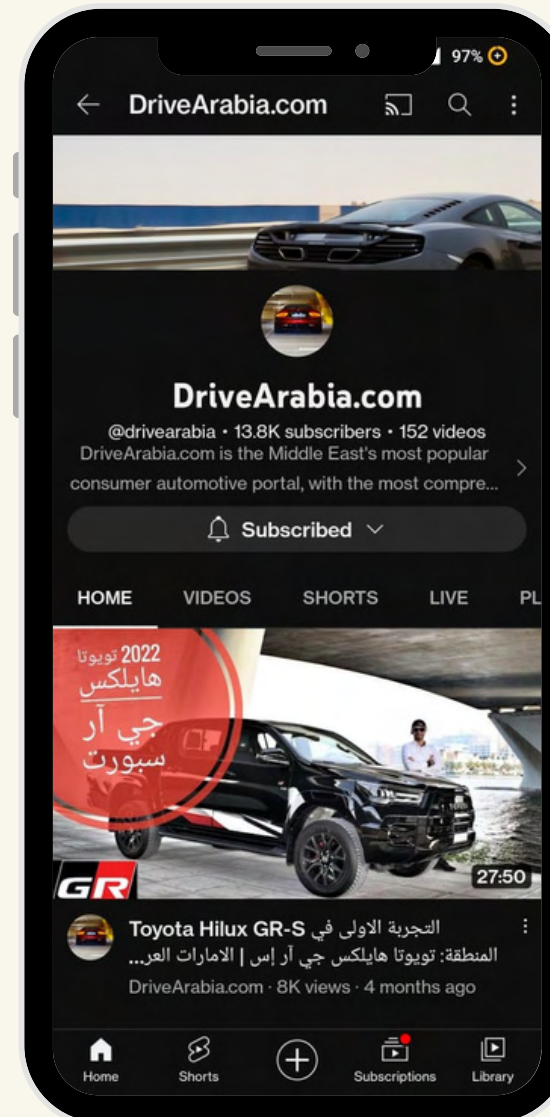 97%
DriveArabia.com
DriveArabia.com
@drivearabia • 13.8K subscribers • 152 videos
DriveArabia.com is the Middle East's most popular
consumer automotive portal, with the most compre...
Subscribed
HOME VIDEOS SHORTS LIVE PL
2022 تويوتا
هايلكس
جي آر
سبورت
GR
27:50
التجربة الاولى في Toyota Hilux GR-S
المنطقة: تويوتا هايلكس جي آر إس | الامارات العر...
DriveArabia.com · 8K views · 4 months ago
Home Shorts Subscriptions Library